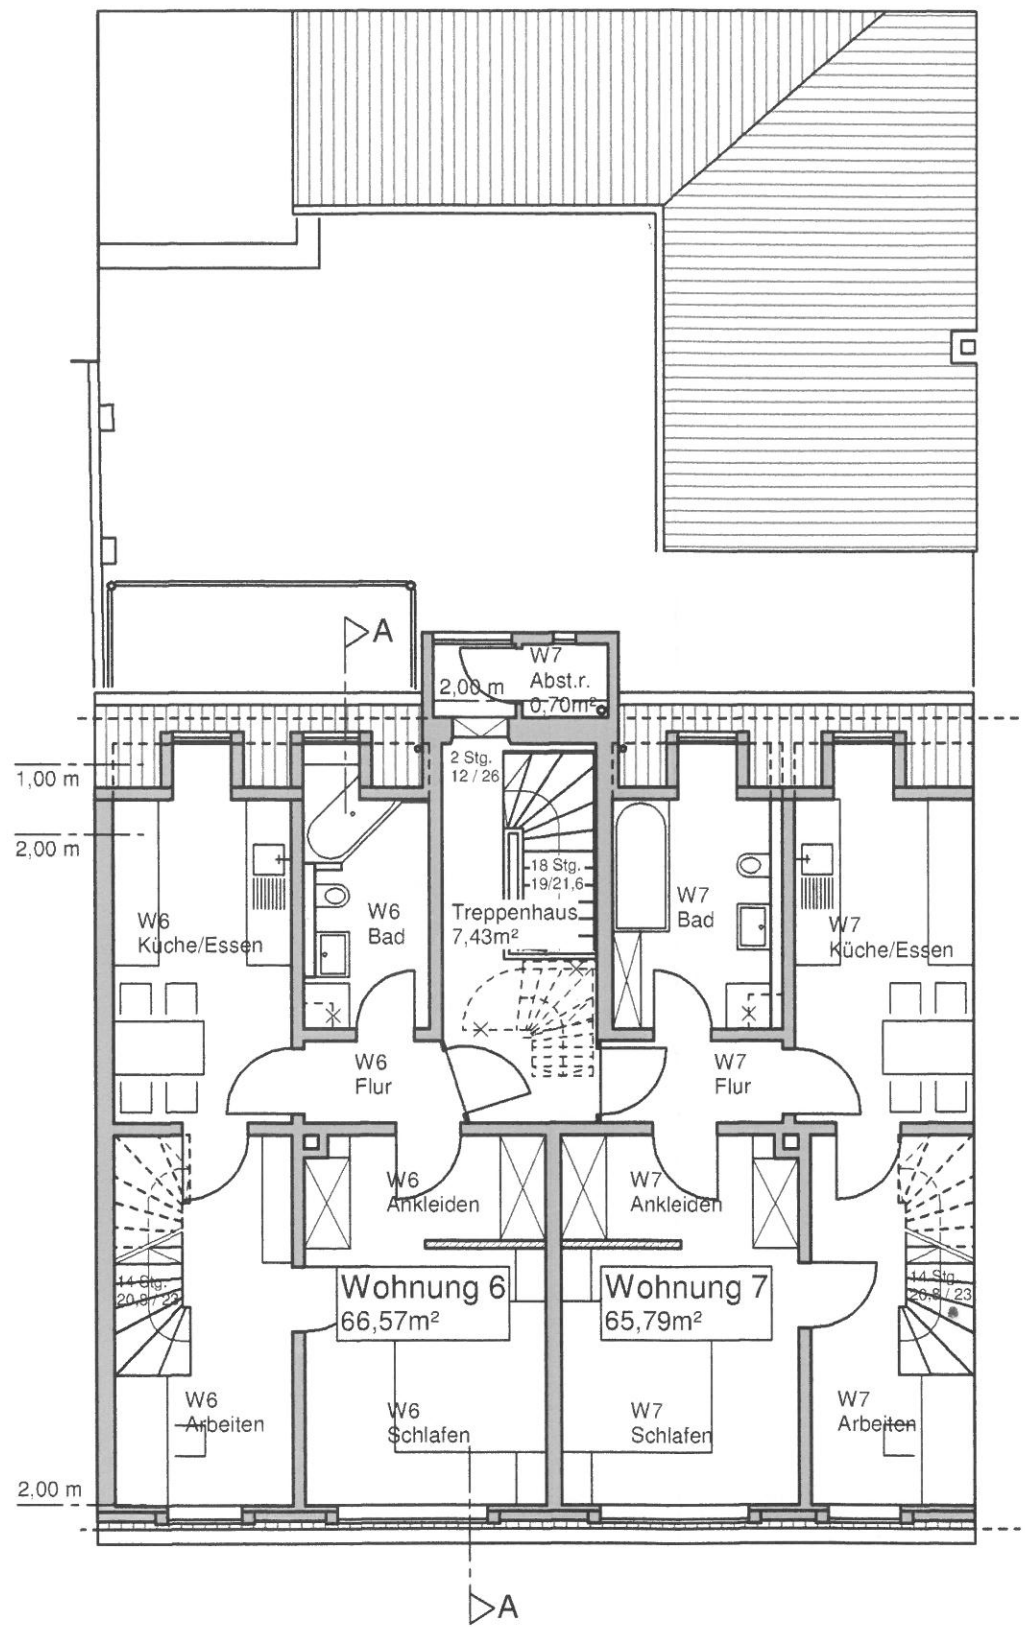 A
W7
Abst.r.
0,70m²
2,00 m
1,00 m
2 Stg.
12 / 26
2,00 m
18 Stg.
19/21,6
W6
Küche/Essen
W6
Bad
Treppenhaus
7,43m²
W7
Bad
W7
Küche/Essen
W6
Flur
W7
Flur
W6
Ankleiden
W7
Ankleiden
14 Stg.
20,8 / 23
Wohnung 6
66,57m²
Wohnung 7
65,79m²
14 Stg.
20,8 / 23
W6
Arbeiten
W6
Schlafen
W7
Schlafen
W7
Arbeiten
2,00 m
A